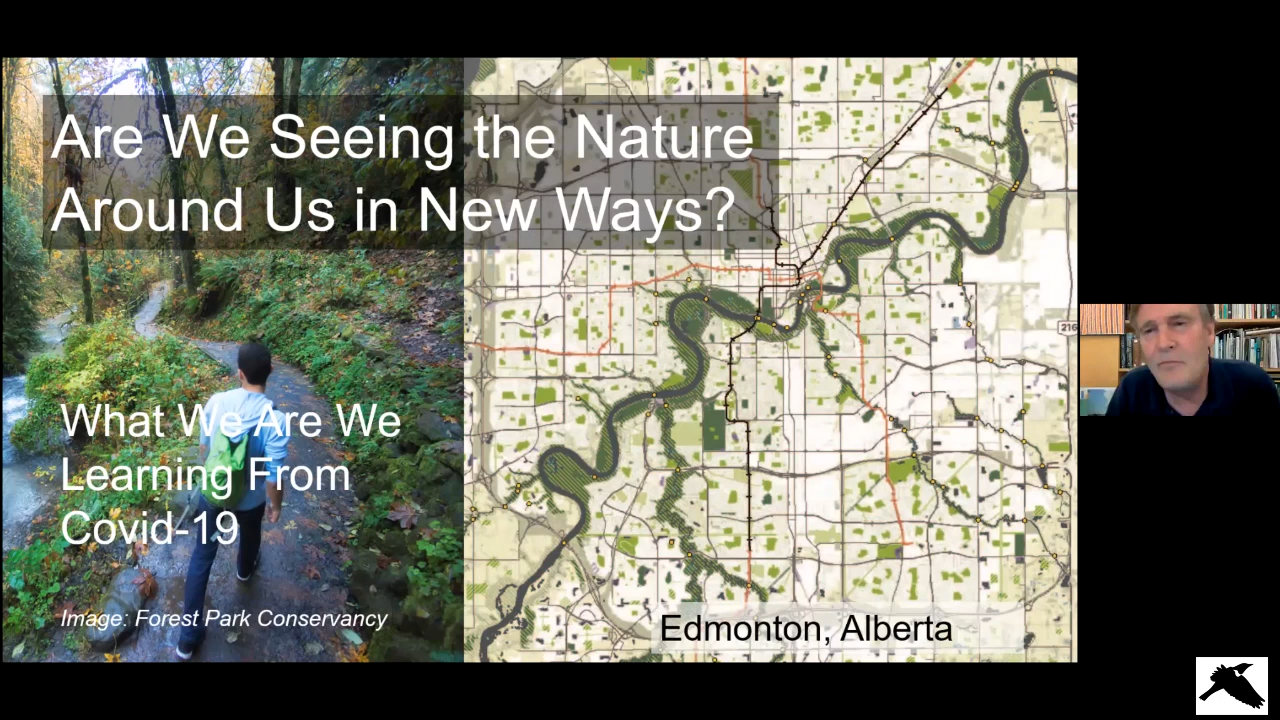 Are We Seeing the Nature
Around Us in New Ways?
What We Are We
Learning From
Covid-19
Image: Forest Park Conservancy
216
Edmonton, Alberta